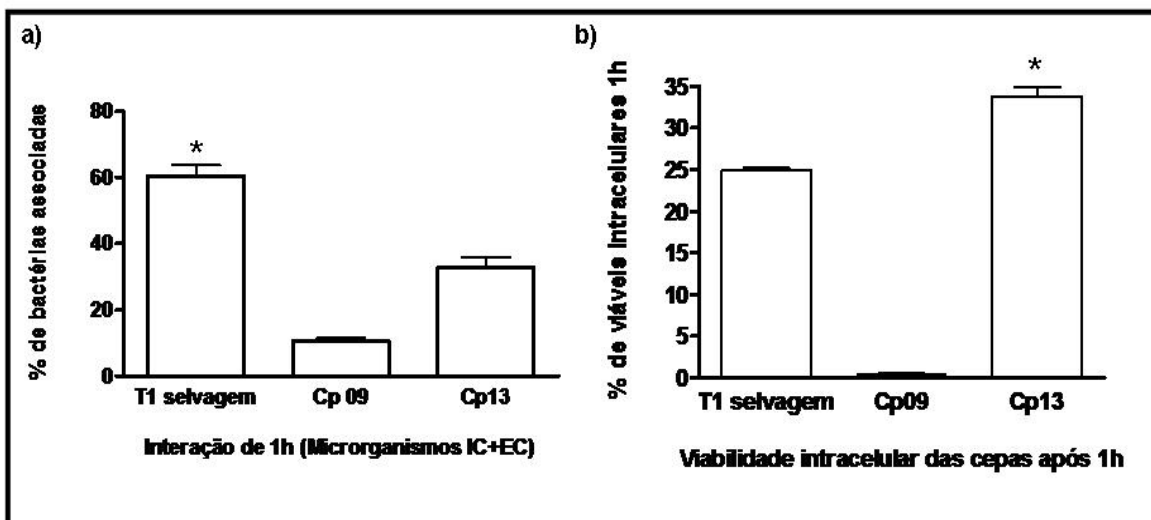 a)
% de bactérias associadas
80
60
40
20
0
*
T1 selvagem Cp 09 Cp13
Interação de 1h (Microrganismos IC+EC)
b)
% de viáveis intracelulares 1h
35
30
25
20
15
10
5
0
*
T1 selvagem Cp09 Cp13
Viabilidade intracelular das cepas após 1h